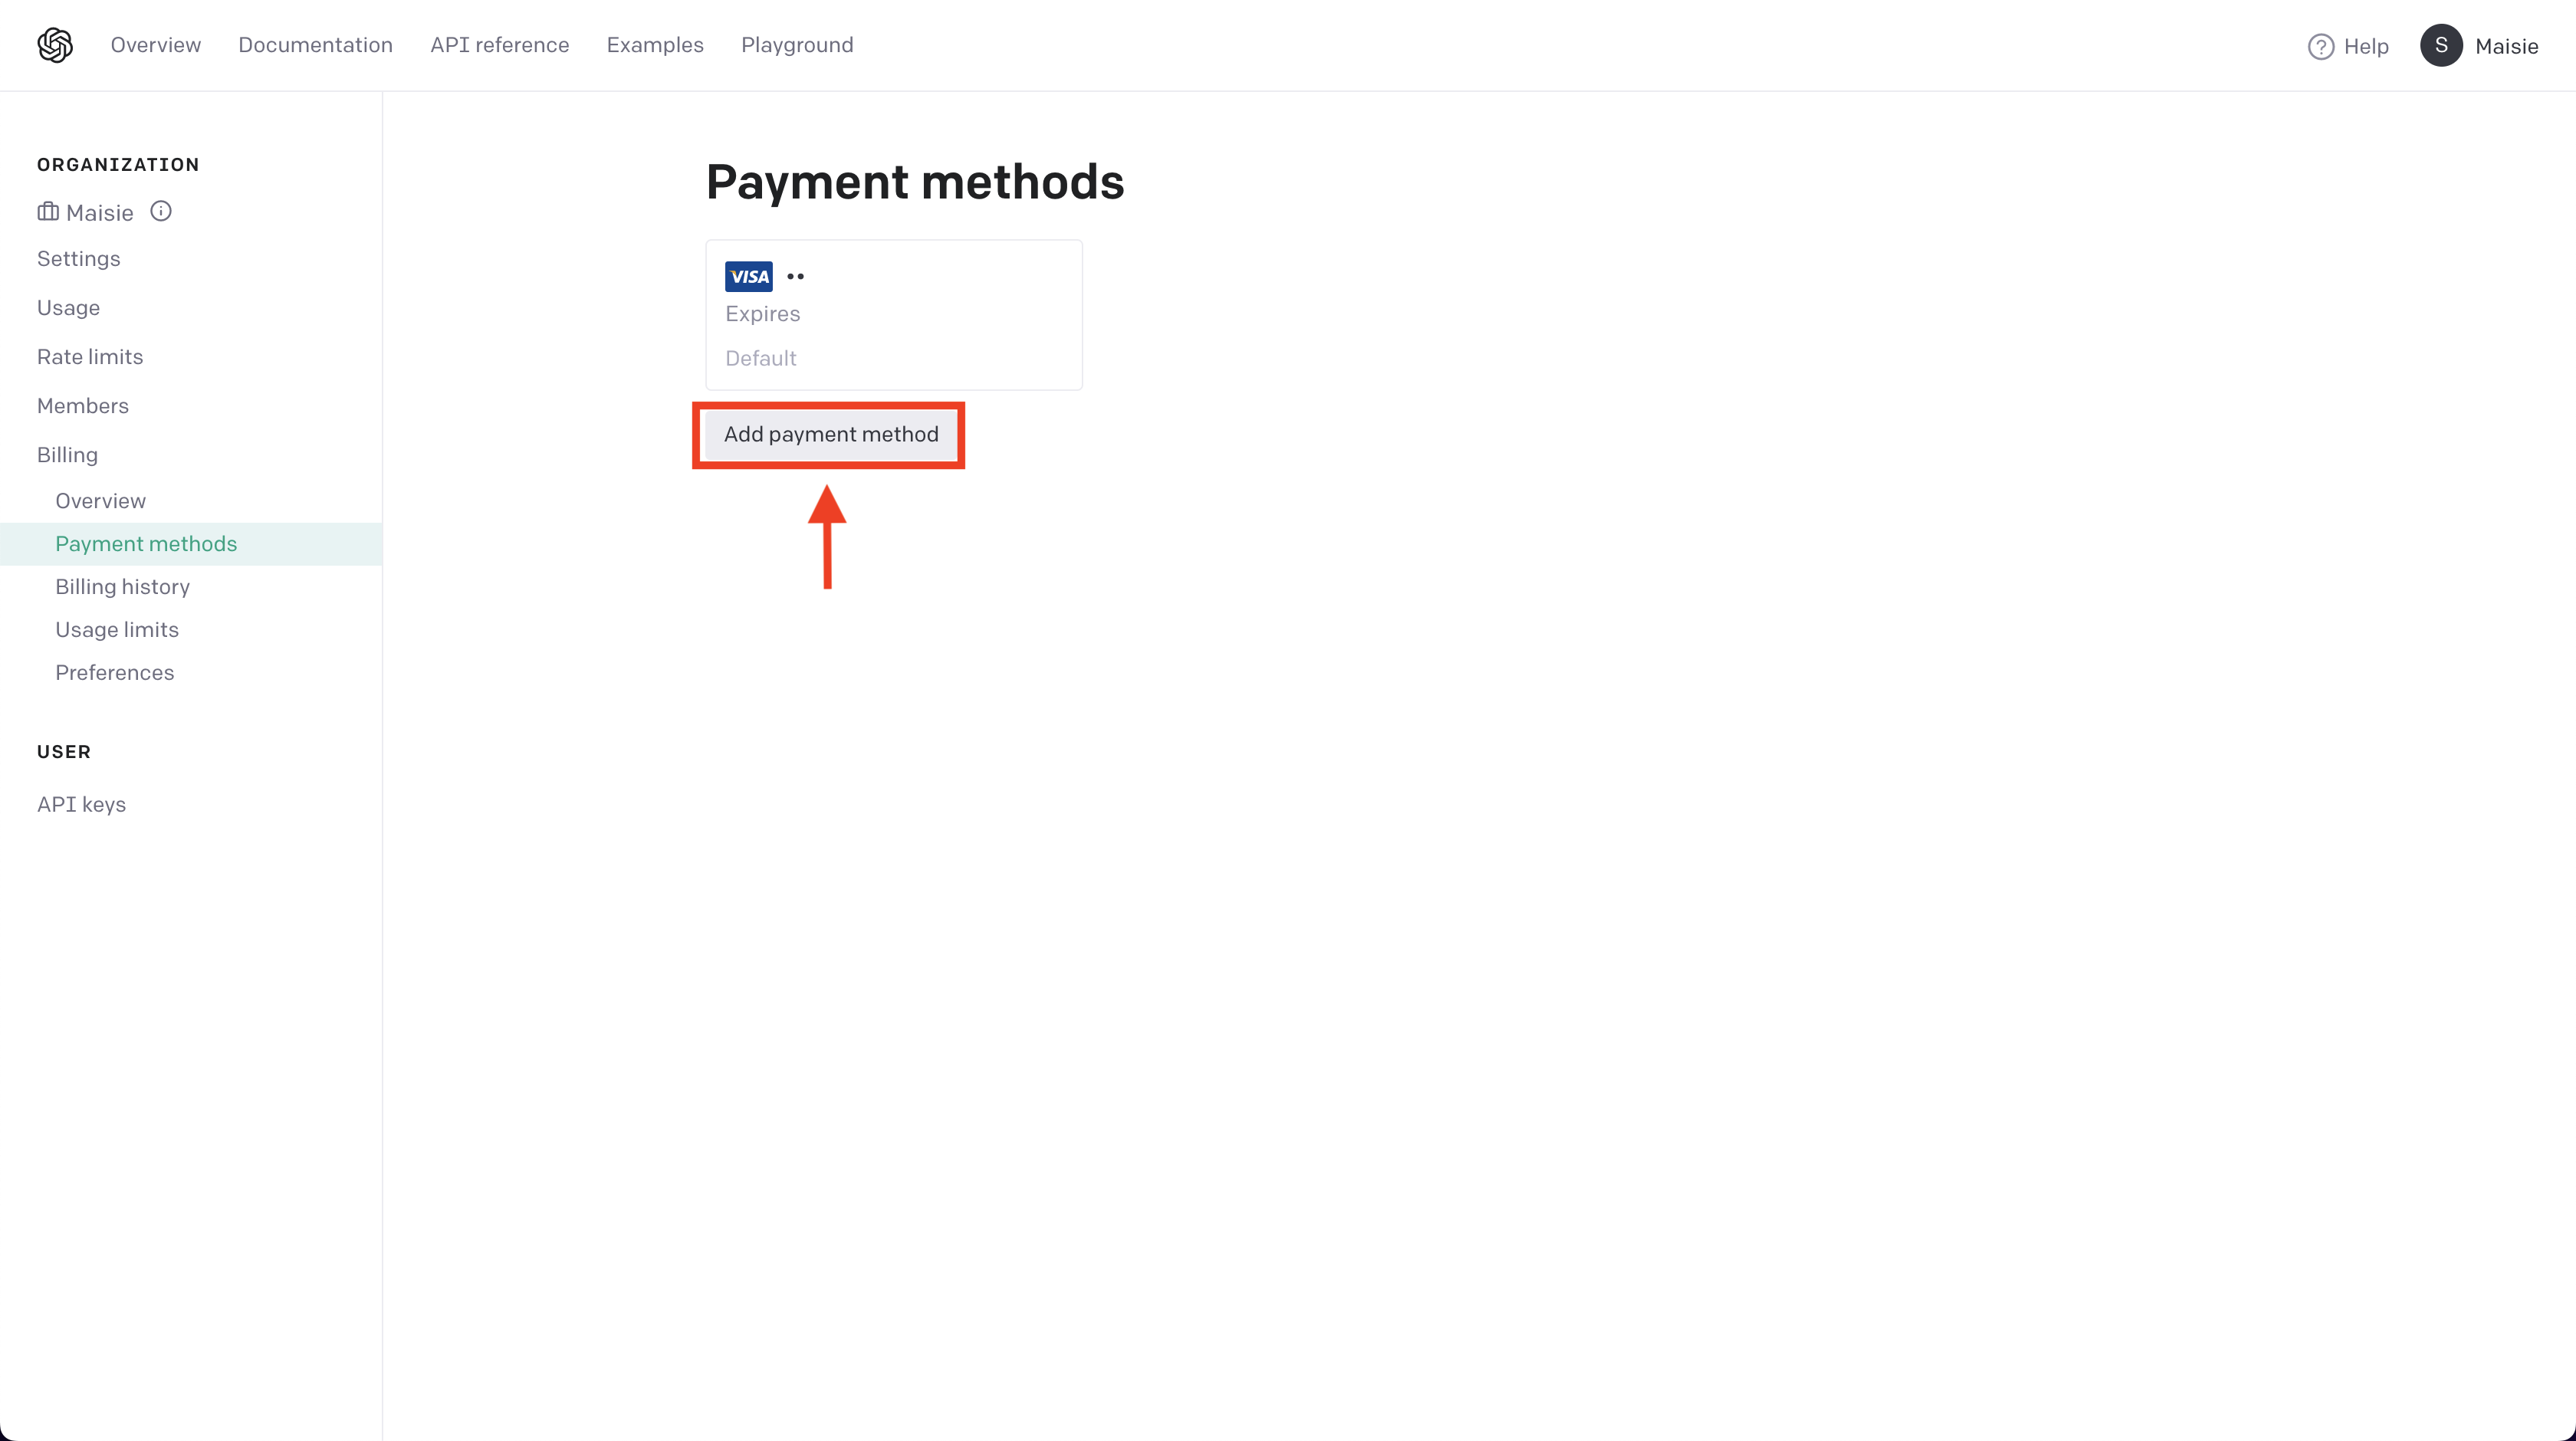 Overview Documentation API reference Examples Playground
? Help S Maisie
ORGANIZATION
Maisie
Settings
Usage
Rate limits
Members
Billing
Overview
Payment methods
Billing history
Usage limits
Preferences
USER
API keys
Payment methods
VISA ••
Expires
Default
Add payment method